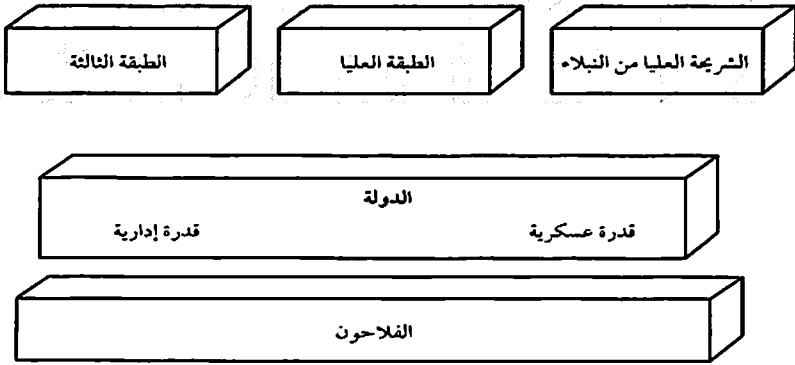 الشريحة العليا من النبلاء
الطبقة العليا
الطبقة الثالثة
الدولة
قدرة عسكرية
قدرة إدارية
الفلاحون